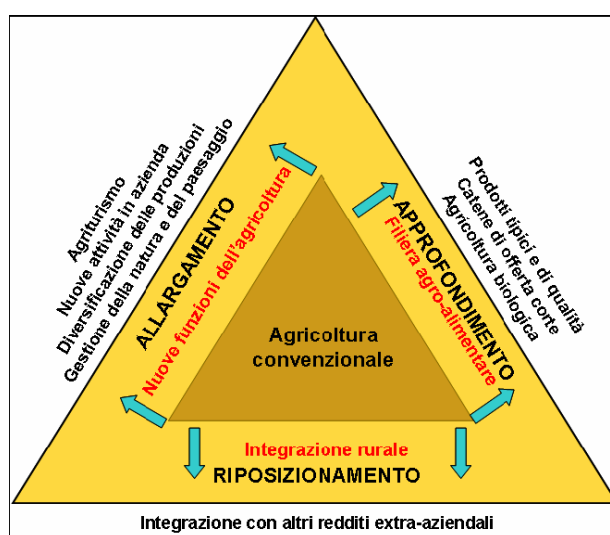 Agriturismo
Nuove attività in azienda
Diversificazione delle produzioni
Gestione della natura e del paesaggio
ALLARGAMENTO
Nuove funzioni dell'agricoltura
Prodotti tipici e di qualità
Catene di offerta corte
Agricoltura biologica
APPROFONDIMENTO
Filiera agro-alimentare
Agricoltura
convenzionale
Integrazione rurale
RIPOSIZIONAMENTO
Integrazione con altri redditi extra-aziendali